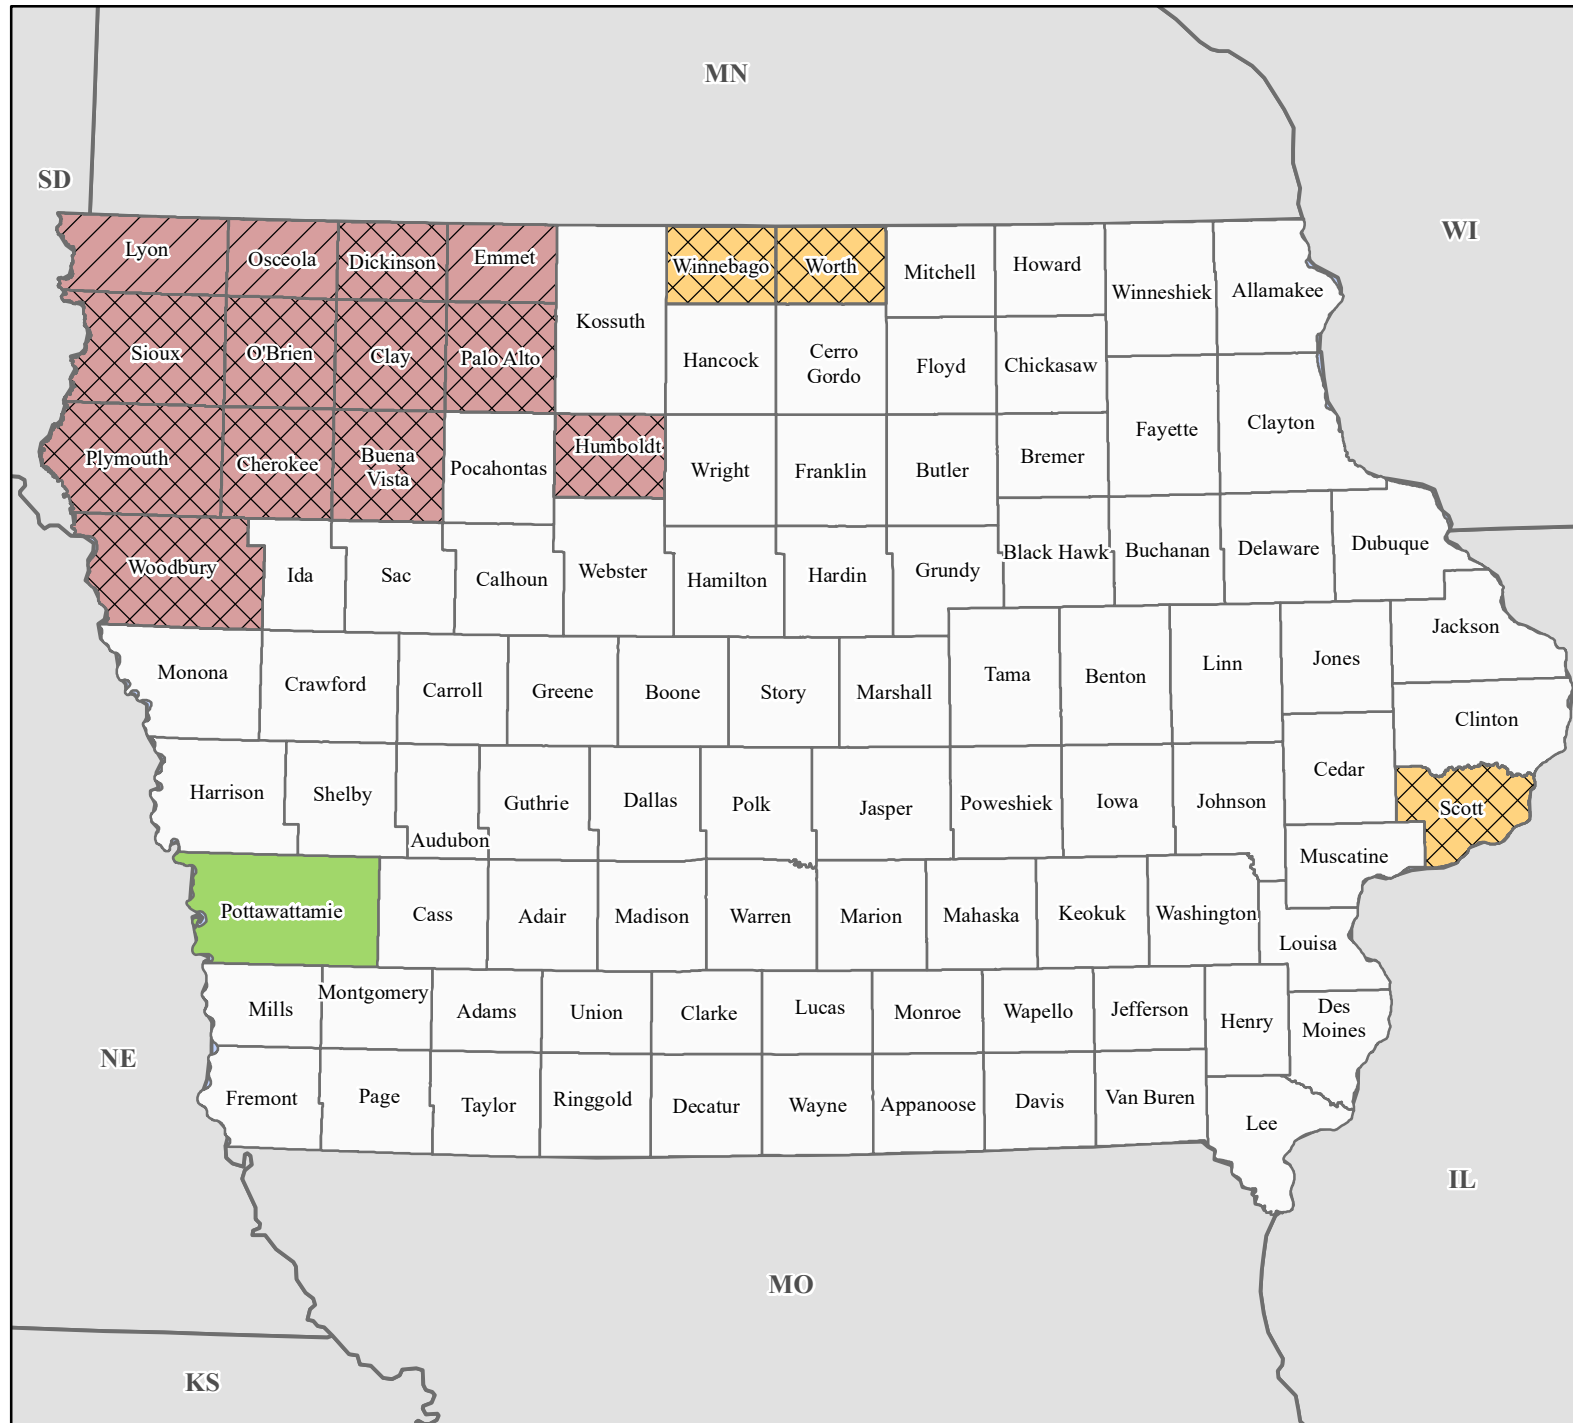 MN
SD
WI
Lyon
Osceola
Dickinson
Emmet
Winnebago
Worth
Mitchell
Howard
Winneshiek
Allamakee
Kossuth
Sioux
O'Brien
Clay
Palo Alto
Hancock
Cerro
Gordo
Floyd
Chickasaw
Fayette
Clayton
Plymouth
Cherokee
Buena
Vista
Pocahontas
Humboldt
Wright
Franklin
Butler
Bremer
Woodbury
Ida
Sac
Calhoun
Webster
Hamilton
Hardin
Grundy
Black Hawk
Buchanan
Delaware
Dubuque
Jackson
Monona
Crawford
Carroll
Greene
Boone
Story
Marshall
Tama
Benton
Linn
Jones
Clinton
Harrison
Shelby
Audubon
Guthrie
Dallas
Polk
Jasper
Poweshiek
Iowa
Johnson
Cedar
Scott
Muscatine
Pottawattamie
Cass
Adair
Madison
Warren
Marion
Mahaska
Keokuk
Washington
Louisa
Mills
Montgomery
Adams
Union
Clarke
Lucas
Monroe
Wapello
Jefferson
Henry
Des
Moines
NE
Fremont
Page
Taylor
Ringgold
Decatur
Wayne
Appanoose
Davis
Van Buren
Lee
IL
MO
KS